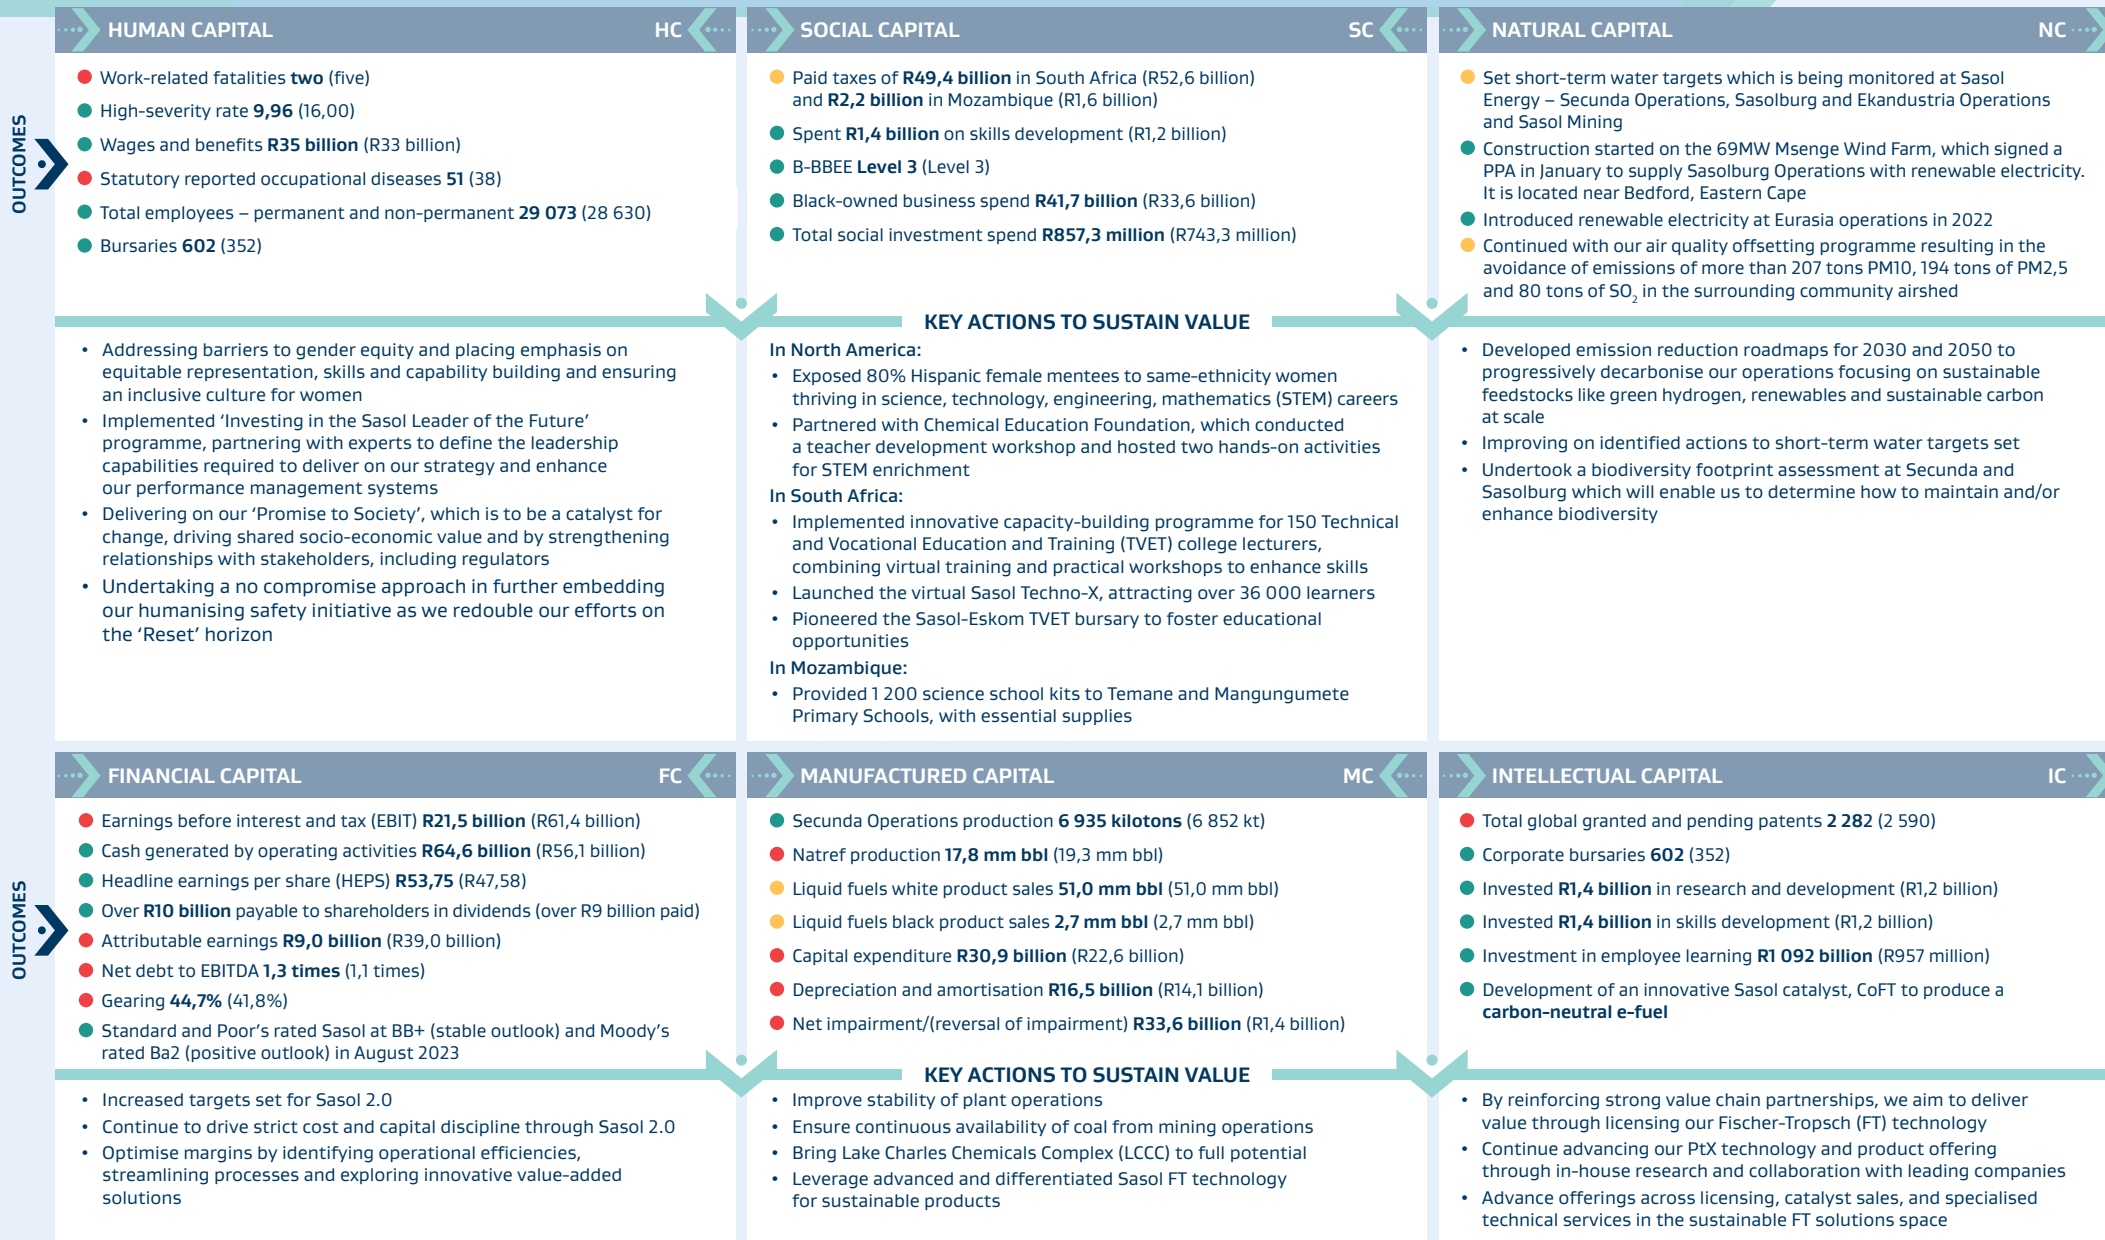 HUMAN CAPITAL HC
OUTCOMES
Work-related fatalities two (five)
High-severity rate 9,96 (16,00)
Wages and benefits R35 billion (R33 billion)
Statutory reported occupational diseases 51 (38)
Total employees – permanent and non-permanent 29 073 (28 630)
Bursaries 602 (352)
SOCIAL CAPITAL SC
Paid taxes of R49,4 billion in South Africa (R52,6 billion)
and R2,2 billion in Mozambique (R1,6 billion)
Spent R1,4 billion on skills development (R1,2 billion)
B-BBEE Level 3 (Level 3)
Black-owned business spend R41,7 billion (R33,6 billion)
Total social investment spend R857,3 million (R743,3 million)
NATURAL CAPITAL NC
Set short-term water targets which is being monitored at Sasol
Energy – Secunda Operations, Sasolburg and Ekandustria Operations
and Sasol Mining
Construction started on the 69MW Msenge Wind Farm, which signed a
PPA in January to supply Sasolburg Operations with renewable electricity.
It is located near Bedford, Eastern Cape
Introduced renewable electricity at Eurasia operations in 2022
Continued with our air quality offsetting programme resulting in the
avoidance of emissions of more than 207 tons PM10, 194 tons of PM2,5
and 80 tons of SO2 in the surrounding community airshed
KEY ACTIONS TO SUSTAIN VALUE
• Addressing barriers to gender equity and placing emphasis on
equitable representation, skills and capability building and ensuring
an inclusive culture for women
• Implemented ‘Investing in the Sasol Leader of the Future’
programme, partnering with experts to define the leadership
capabilities required to deliver on our strategy and enhance
our performance management systems
• Delivering on our ‘Promise to Society’, which is to be a catalyst for
change, driving shared socio-economic value and by strengthening
relationships with stakeholders, including regulators
• Undertaking a no compromise approach in further embedding
our humanising safety initiative as we redouble our efforts on
the ‘Reset’ horizon
In North America:
• Exposed 80% Hispanic female mentees to same-ethnicity women
thriving in science, technology, engineering, mathematics (STEM) careers
• Partnered with Chemical Education Foundation, which conducted
a teacher development workshop and hosted two hands-on activities
for STEM enrichment
In South Africa:
• Implemented innovative capacity-building programme for 150 Technical
and Vocational Education and Training (TVET) college lecturers,
combining virtual training and practical workshops to enhance skills
• Launched the virtual Sasol Techno-X, attracting over 36 000 learners
• Pioneered the Sasol-Eskom TVET bursary to foster educational
opportunities
In Mozambique:
• Provided 1 200 science school kits to Temane and Mangungumete
Primary Schools, with essential supplies
• Developed emission reduction roadmaps for 2030 and 2050 to
progressively decarbonise our operations focusing on sustainable
feedstocks like green hydrogen, renewables and sustainable carbon
at scale
• Improving on identified actions to short-term water targets set
• Undertook a biodiversity footprint assessment at Secunda and
Sasolburg which will enable us to determine how to maintain and/or
enhance biodiversity
FINANCIAL CAPITAL FC
OUTCOMES
Earnings before interest and tax (EBIT) R21,5 billion (R61,4 billion)
Cash generated by operating activities R64,6 billion (R56,1 billion)
Headline earnings per share (HEPS) R53,75 (R47,58)
Over R10 billion payable to shareholders in dividends (over R9 billion paid)
Attributable earnings R9,0 billion (R39,0 billion)
Net debt to EBITDA 1,3 times (1,1 times)
Gearing 44,7% (41,8%)
Standard and Poor’s rated Sasol at BB+ (stable outlook) and Moody’s
rated Ba2 (positive outlook) in August 2023
MANUFACTURED CAPITAL MC
Secunda Operations production 6 935 kilotons (6 852 kt)
Natref production 17,8 mm bbl (19,3 mm bbl)
Liquid fuels white product sales 51,0 mm bbl (51,0 mm bbl)
Liquid fuels black product sales 2,7 mm bbl (2,7 mm bbl)
Capital expenditure R30,9 billion (R22,6 billion)
Depreciation and amortisation R16,5 billion (R14,1 billion)
Net impairment/(reversal of impairment) R33,6 billion (R1,4 billion)
INTELLECTUAL CAPITAL IC
Total global granted and pending patents 2 282 (2 590)
Corporate bursaries 602 (352)
Invested R1,4 billion in research and development (R1,2 billion)
Invested R1,4 billion in skills development (R1,2 billion)
Investment in employee learning R1 092 billion (R957 million)
Development of an innovative Sasol catalyst, CoFT to produce a
carbon-neutral e-fuel
KEY ACTIONS TO SUSTAIN VALUE
• Increased targets set for Sasol 2.0
• Continue to drive strict cost and capital discipline through Sasol 2.0
• Optimise margins by identifying operational efficiencies,
streamlining processes and exploring innovative value-added
solutions
• Improve stability of plant operations
• Ensure continuous availability of coal from mining operations
• Bring Lake Charles Chemicals Complex (LCCC) to full potential
• Leverage advanced and differentiated Sasol FT technology
for sustainable products
• By reinforcing strong value chain partnerships, we aim to deliver
value through licensing our Fischer-Tropsch (FT) technology
• Continue advancing our PtX technology and product offering
through in-house research and collaboration with leading companies
• Advance offerings across licensing, catalyst sales, and specialised
technical services in the sustainable FT solutions space